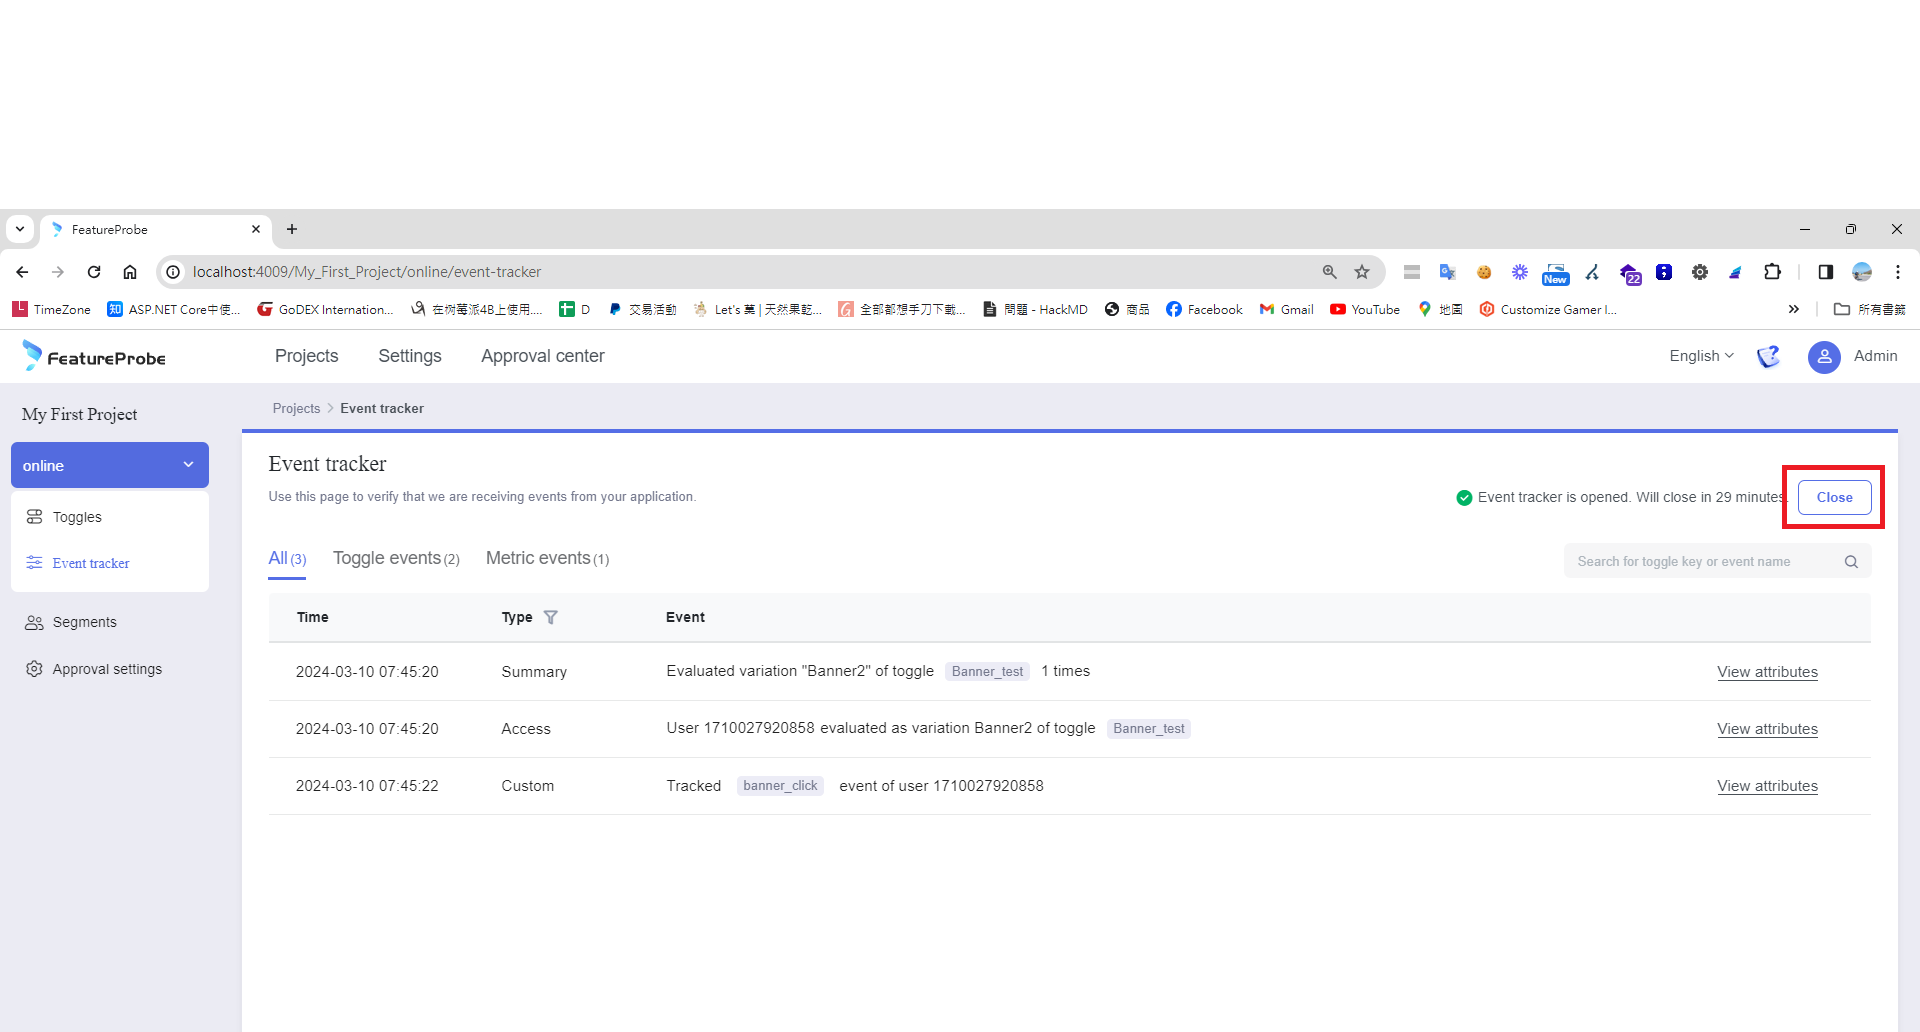 FeatureProbe
localhost:4009/My_First_Project/online/event-tracker
New
22
TimeZone
知 ASP.NET Core中使...
GoDEX Internation...
在树莓派4B上使用....
D
交易活動
Let's 菓 | 天然果乾...
全部都想手刀下載...
問題 - HackMD
商品
Facebook
Gmail
YouTube
地圖
Customize Gamer I...
所有書籤
FeatureProbe
Projects
Settings
Approval center
English
Admin
My First Project
Projects > Event tracker
online
Toggles
Event tracker
Segments
Approval settings
Event tracker
Use this page to verify that we are receiving events from your application.
Event tracker is opened. Will close in 29 minutes.
Close
All (3)
Toggle events (2)
Metric events (1)
Search for toggle key or event name
Time Type Event
2024-03-10 07:45:20 Summary Evaluated variation "Banner2" of toggle Banner_test 1 times View attributes
2024-03-10 07:45:20 Access User 1710027920858 evaluated as variation Banner2 of toggle Banner_test View attributes
2024-03-10 07:45:22 Custom Tracked banner_click event of user 1710027920858 View attributes